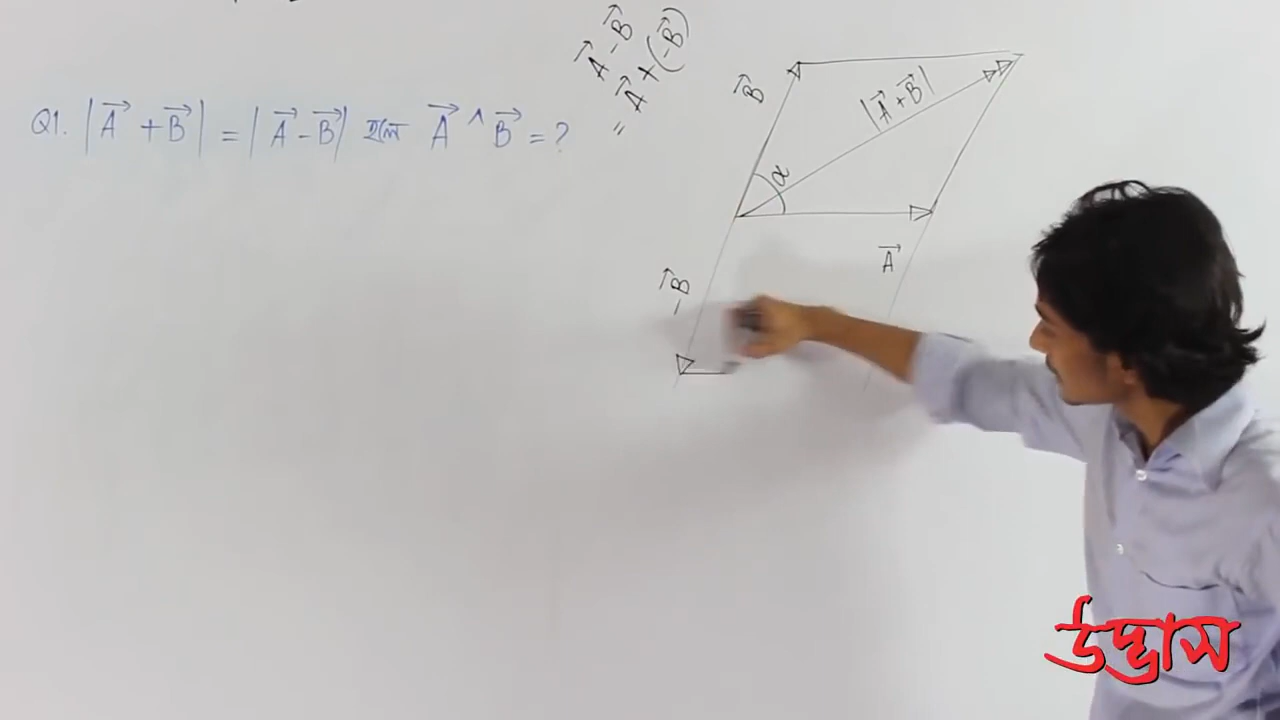 Q1. |A⃗ + B⃗| = |A⃗ - B⃗| হলে A⃗ ^ B⃗ = ?
A⃗ - B⃗
= A⃗ + (-B⃗)
B⃗
|A⃗ + B⃗|
α
A⃗
-B⃗
উদ্ভাস